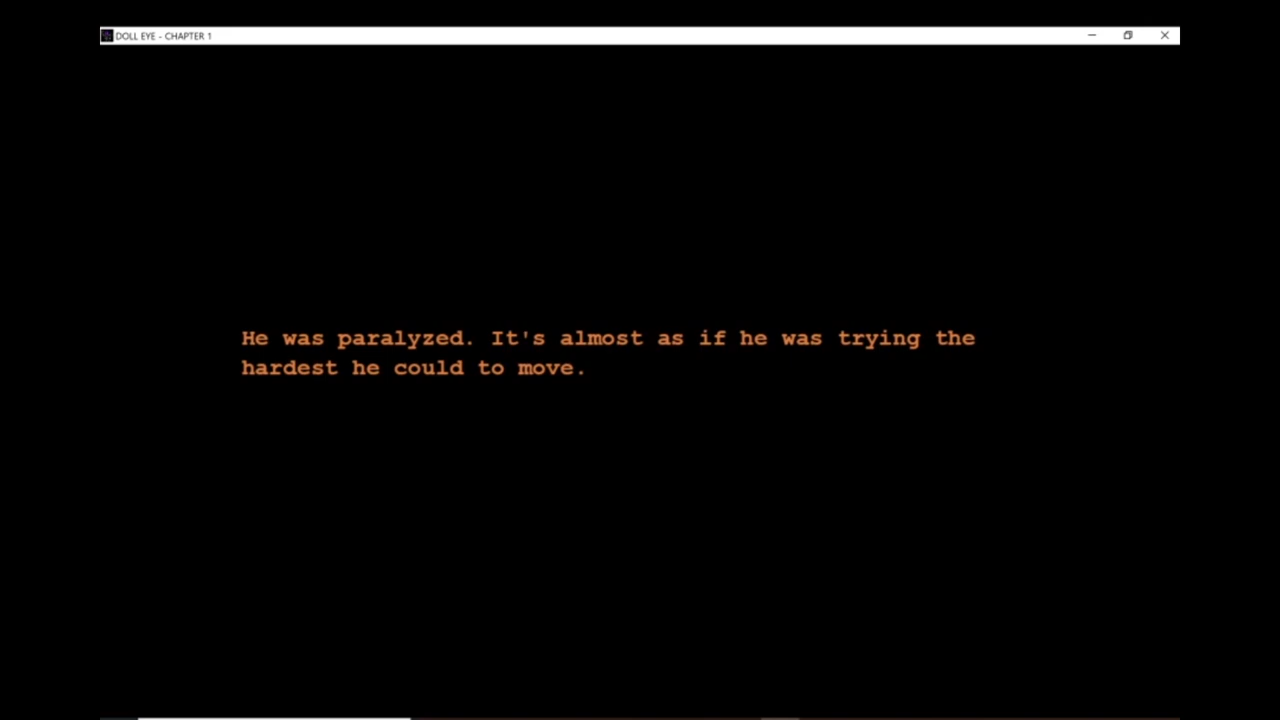 DOLL EYE - CHAPTER 1
He was paralyzed. It's almost as if he was trying the
hardest he could to move.